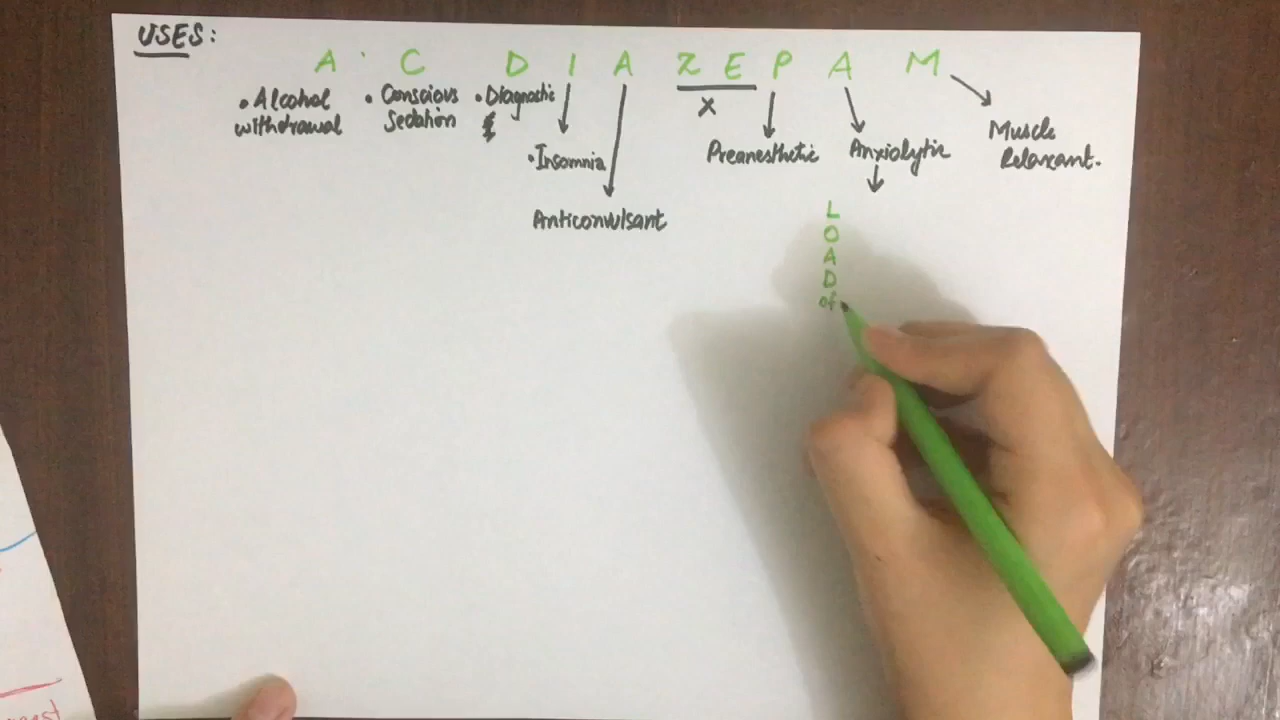 USES:
A C D I A Z E P A M
• Alcohol withdrawal
• Conscious Sedation
• Diagnostic
• Insomnia
Anticonvulsant
X
Preanesthetic
Anxiolytic
Muscle Relaxant.
L
O
A
D
of